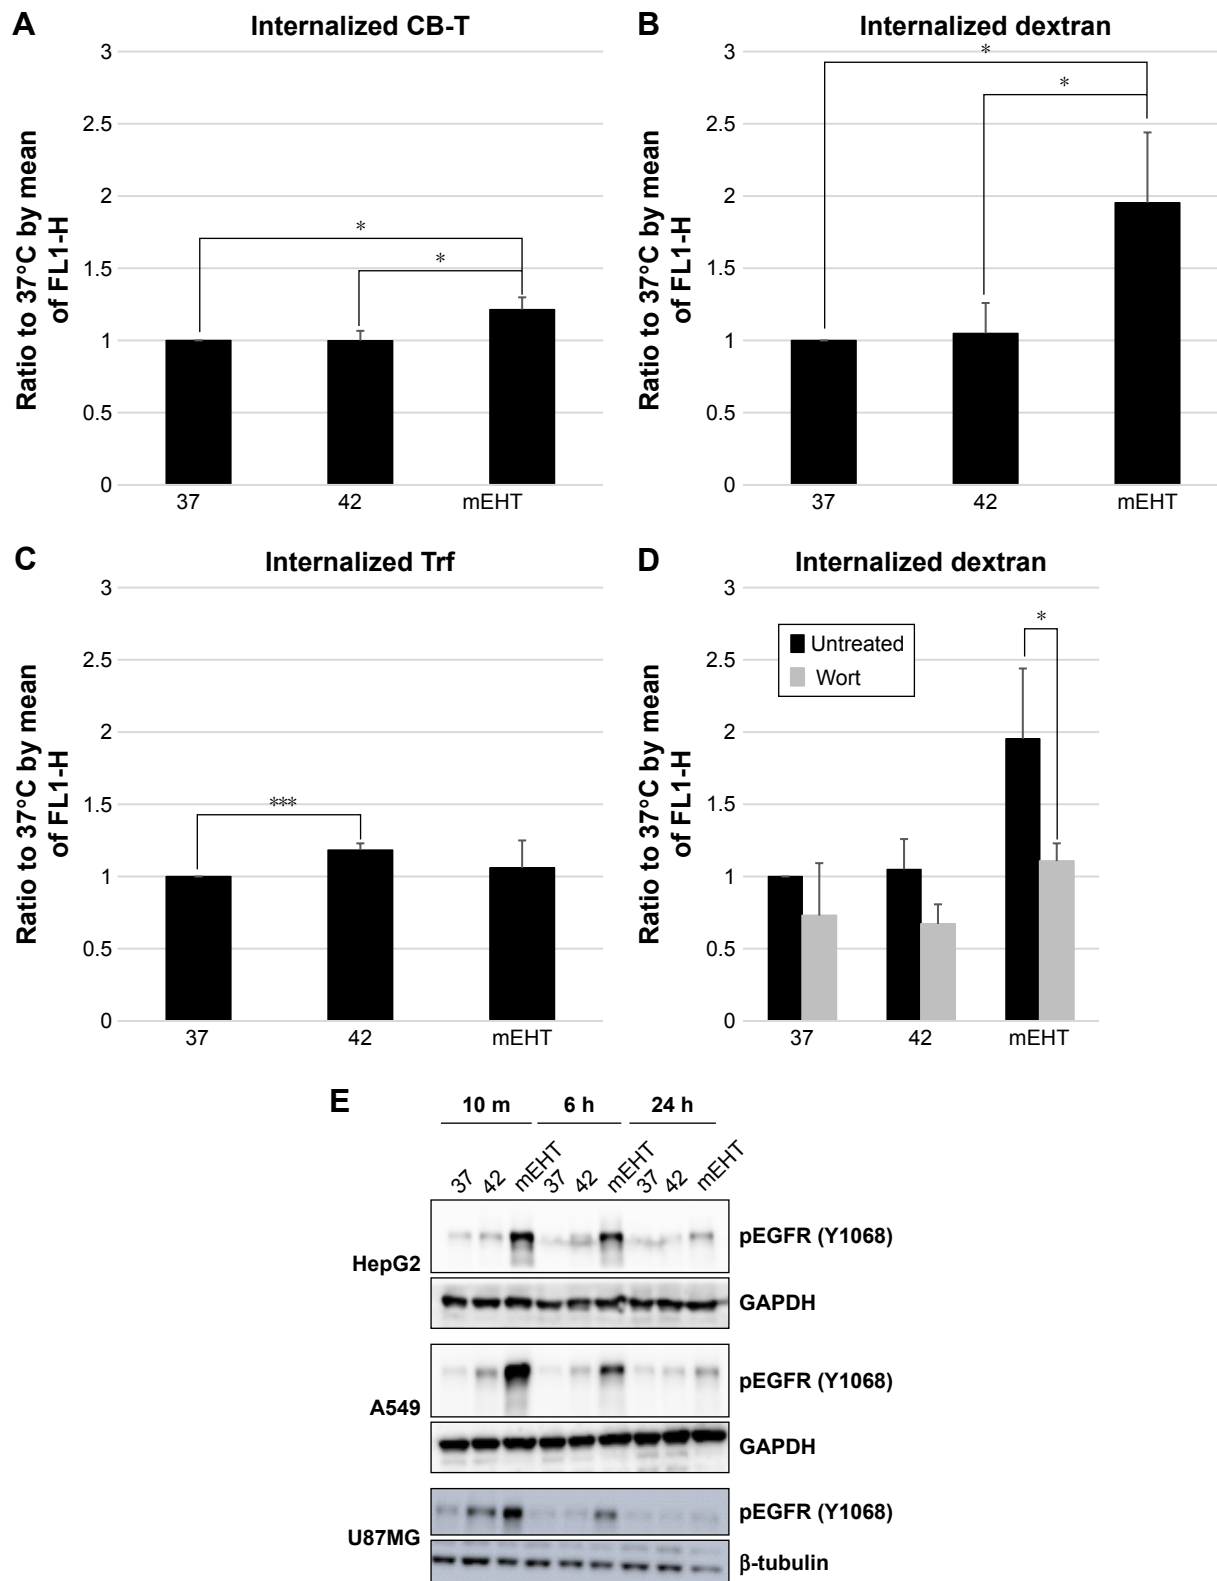 A
Internalized CB-T
Ratio to 37°C by mean
of FL1-H
3
2.5
2
1.5
1
0.5
0
*
*
37 42 mEHT
B
Internalized dextran
Ratio to 37°C by mean
of FL1-H
3
2.5
2
1.5
1
0.5
0
*
*
37 42 mEHT
C
Internalized Trf
Ratio to 37°C by mean
of FL1-H
3
2.5
2
1.5
1
0.5
0
***
37 42 mEHT
D
Internalized dextran
Ratio to 37°C by mean
of FL1-H
3
2.5
2
1.5
1
0.5
0
Untreated
Wort
*
37 42 mEHT
E
10 m 6 h 24 h
37 42 mEHT 37 42 mEHT 37 42 mEHT
HepG2
pEGFR (Y1068)
GAPDH
A549
pEGFR (Y1068)
GAPDH
U87MG
pEGFR (Y1068)
β-tubulin